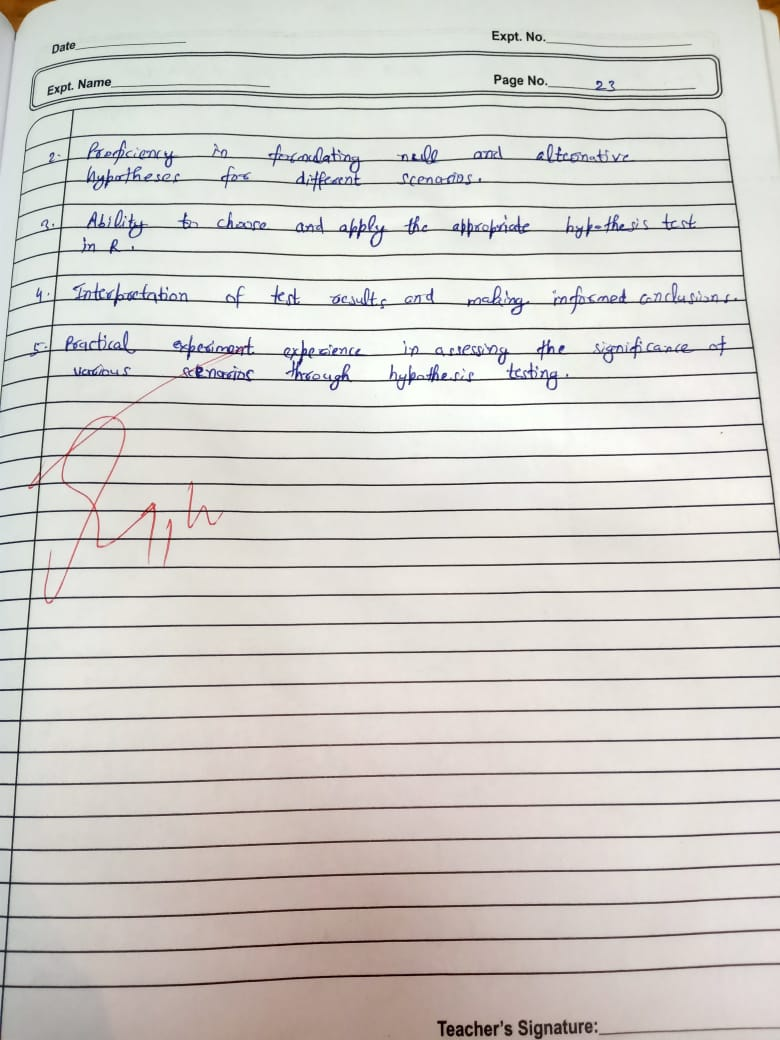 Date
Expt. No.
Expt. Name
Page No. 23
2. Proficiency in formulating null and alternative
hypotheses for different scenarios.
3. Ability to choose and apply the appropriate hypothesis test
in R.
4. Interpretation of test results and making informed conclusions.
5. Practical experiment experience in assessing the significance of
various scenarios through hypothesis testing.
Teacher's Signature: